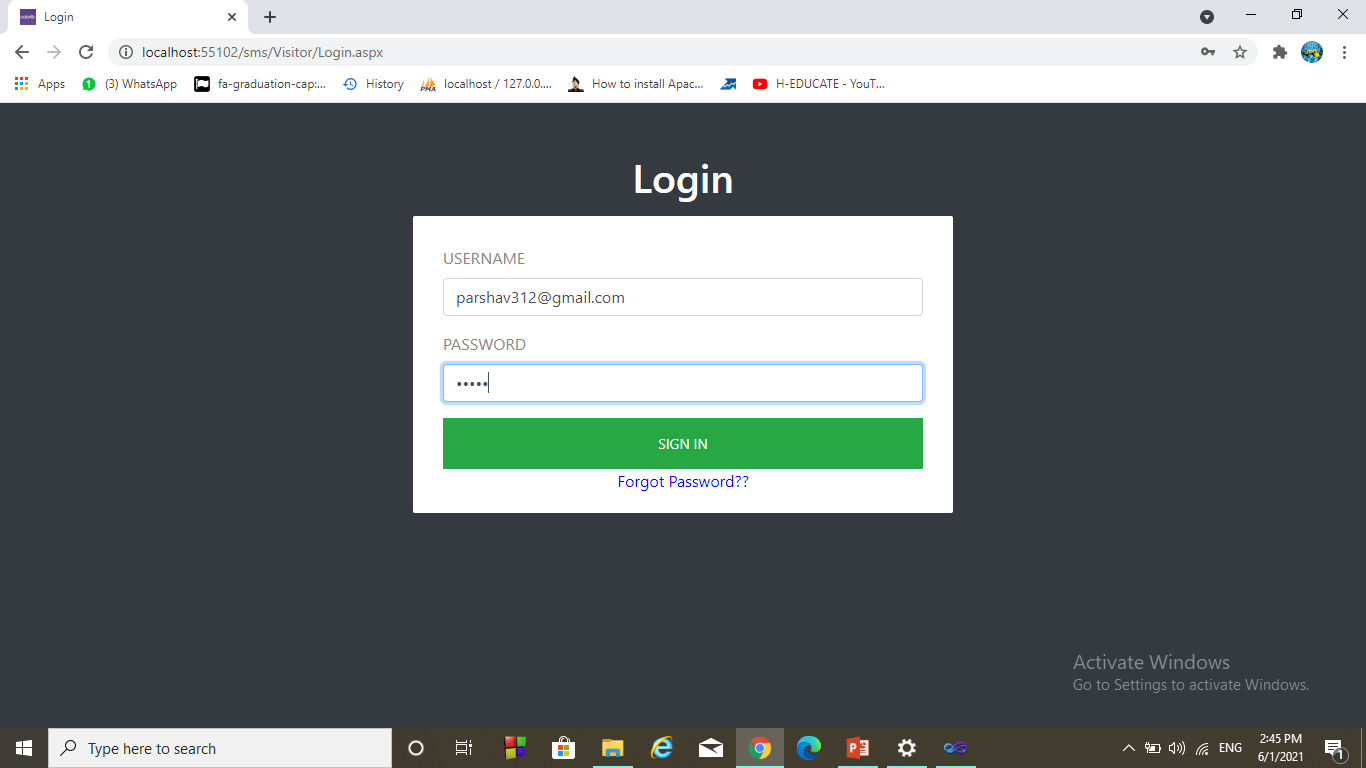 Login
localhost:55102/sms/Visitor/Login.aspx
Apps (3) WhatsApp fa-graduation-cap:... History localhost / 127.0.0.... How to install Apac... H-EDUCATE - YouT...
Login
USERNAME
parshav312@gmail.com
PASSWORD
SIGN IN
Forgot Password??
Activate Windows
Go to Settings to activate Windows.
Type here to search
ENG
2:45 PM
6/1/2021
1